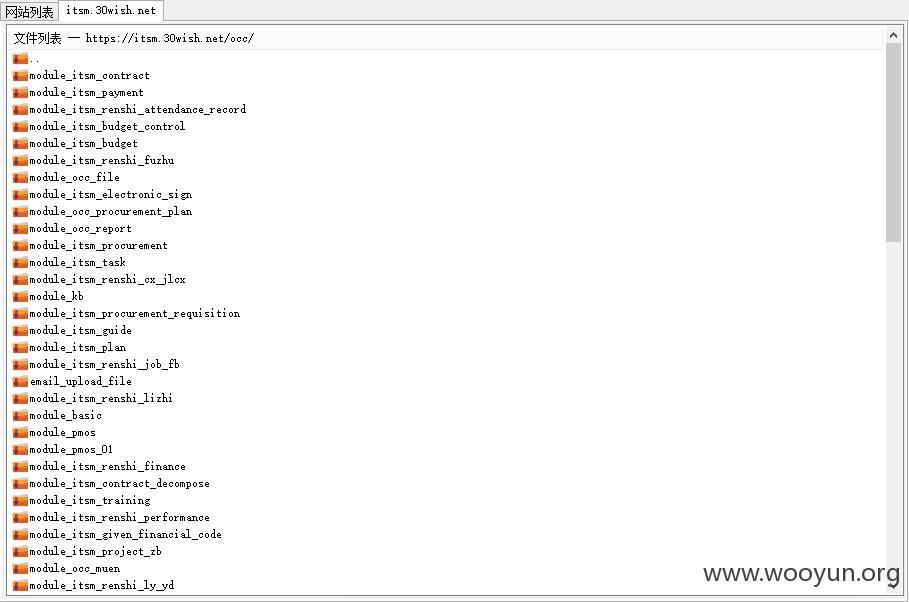 网站列表 itsm.30wish.net
文件列表 — https://itsm.30wish.net/occ/
..
module_itsm_contract
module_itsm_payment
module_itsm_renshi_attendance_record
module_itsm_budget_control
module_itsm_budget
module_itsm_renshi_fuzhu
module_occ_file
module_itsm_electronic_sign
module_occ_procurement_plan
module_occ_report
module_itsm_procurement
module_itsm_task
module_itsm_renshi_cx_jlcx
module_kb
module_itsm_procurement_requisition
module_itsm_guide
module_itsm_plan
module_itsm_renshi_job_fb
email_upload_file
module_itsm_renshi_lizhi
module_basic
module_pmos
module_pmos_01
module_itsm_renshi_finance
module_itsm_contract_decompose
module_itsm_training
module_itsm_renshi_performance
module_itsm_given_financial_code
module_itsm_project_zb
module_occ_muen
module_itsm_renshi_ly_yd
www.wooyun.org